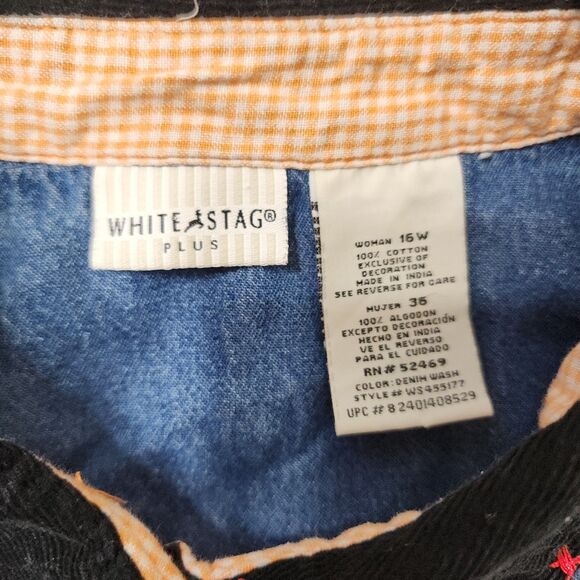 WHITE STAG®
PLUS
WOMAN 16W
100% COTTON
EXCLUSIVE OF
DECORATION
MADE IN INDIA
SEE REVERSE FOR CARE
MUJER 36
100% ALGODON
EXCEPTO DECORACIÓN
HECHO EN INDIA
VE EL REVERSO
PARA EL CUIDADO
RN# 52469
COLOR: DENIM WASH
STYLE# WS435177
UPC # 82401408529